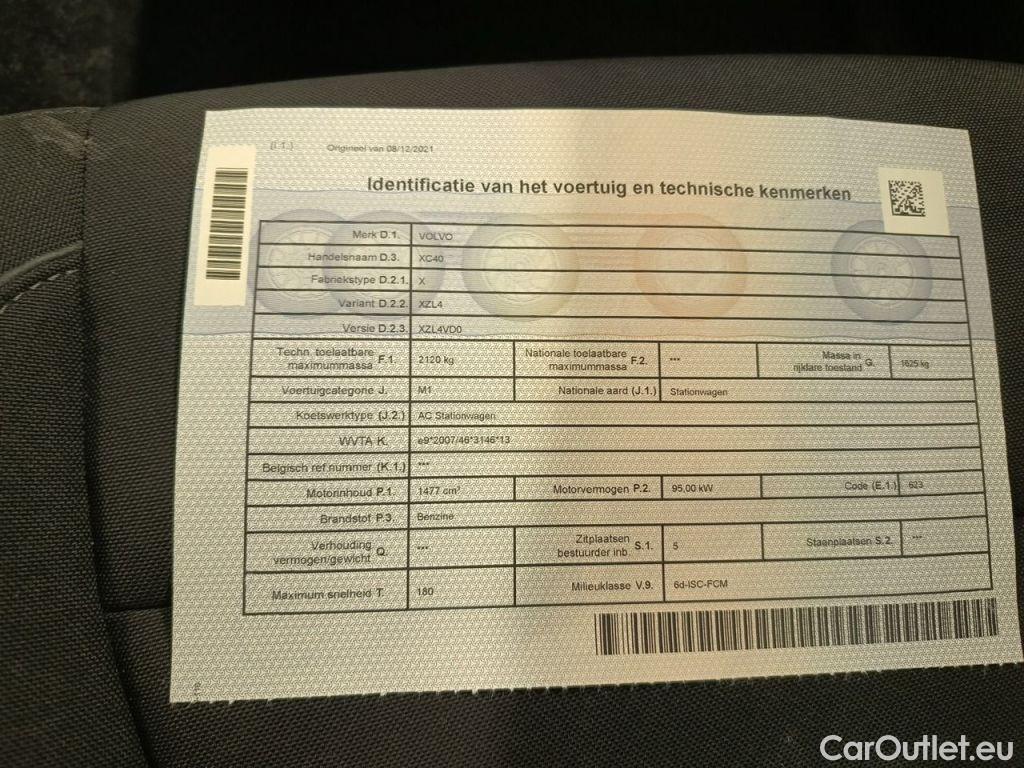 (I.1.) Origineel van 08/12/2021
Identificatie van het voertuig en technische kenmerken
Merk D.1. VOLVO
Handelsnaam D.3. XC40
Fabriekstype D.2.1. X
Variant D.2.2. XZL4
Versie D.2.3. XZL4VD0
Techn. toelaatbare maximummassa F.1. 2120 kg Nationale toelaatbare maximummassa F.2. *** Massa in rijklare toestand G. 1625 kg
Voertuigcategorie J. M1 Nationale aard (J.1.) Stationwagen
Koetswerktype (J.2.) AC Stationwagen
WVTA K. e9*2007/46*3146*13
Belgisch ref.nummer (K.1.) ***
Motorinhoud P.1. 1477 cm³ Motorvermogen P.2. 95,00 kW Code (E.1.) 623
Brandstof P.3. Benzine
Verhouding vermogen/gewicht Q. *** Zitplaatsen bestuurder inb. S.1. 5 Staanplaatsen S.2. ***
Maximum snelheid T. 180 Milieuklasse V.9. 6d-ISC-FCM
CarOutlet.eu